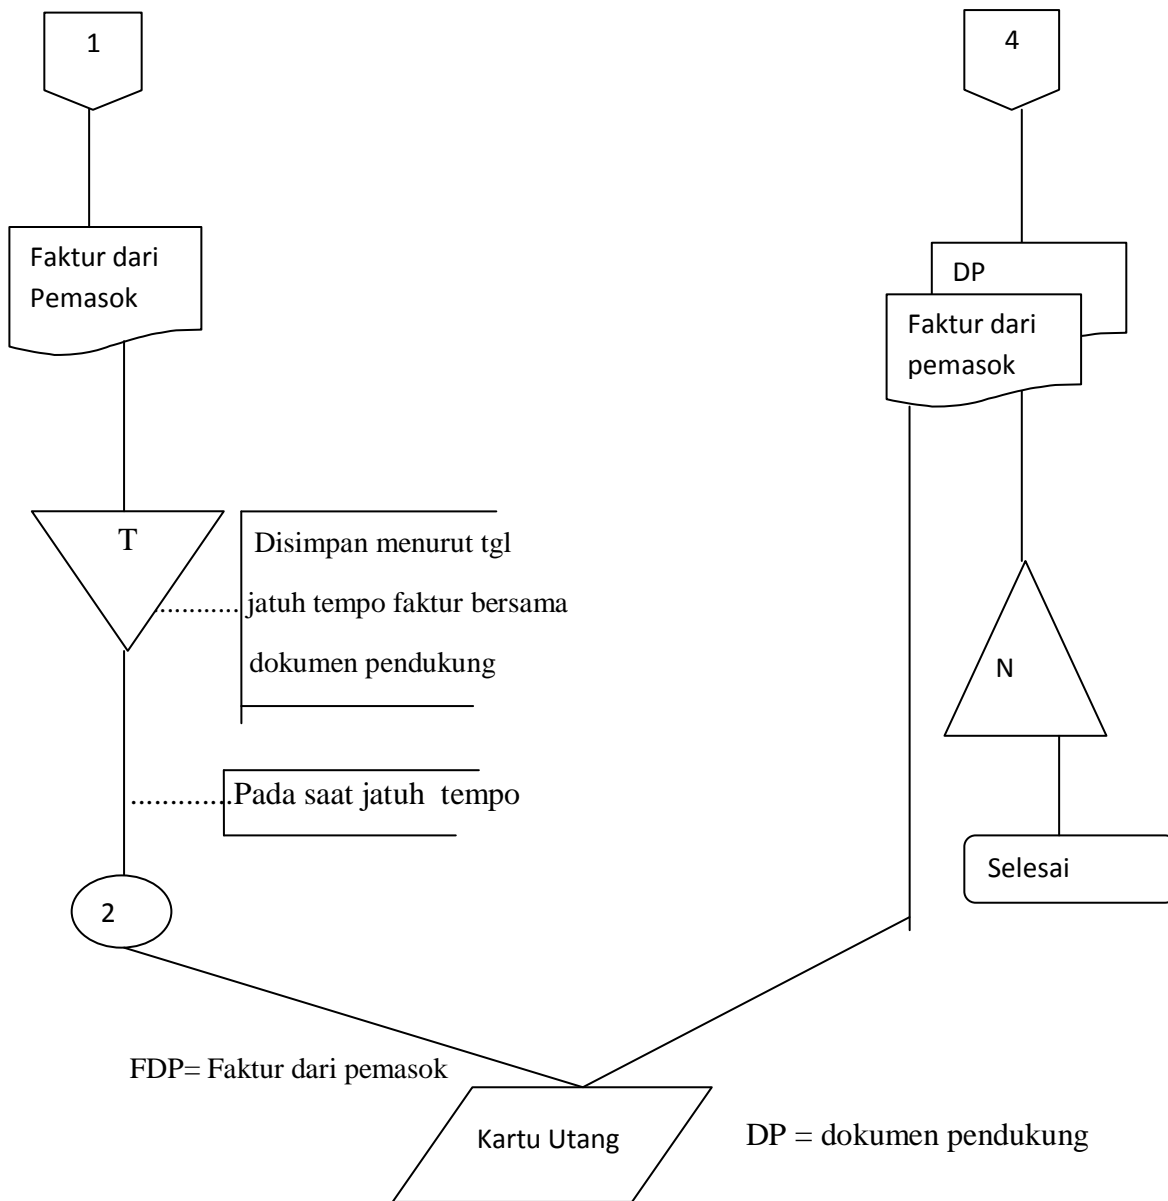 1
4
Faktur dari
Pemasok
DP
Faktur dari
pemasok
T
Disimpan menurut tgl
........... jatuh tempo faktur bersama
dokumen pendukung
N
.............Pada saat jatuh tempo
Selesai
2
FDP= Faktur dari pemasok
Kartu Utang
DP = dokumen pendukung